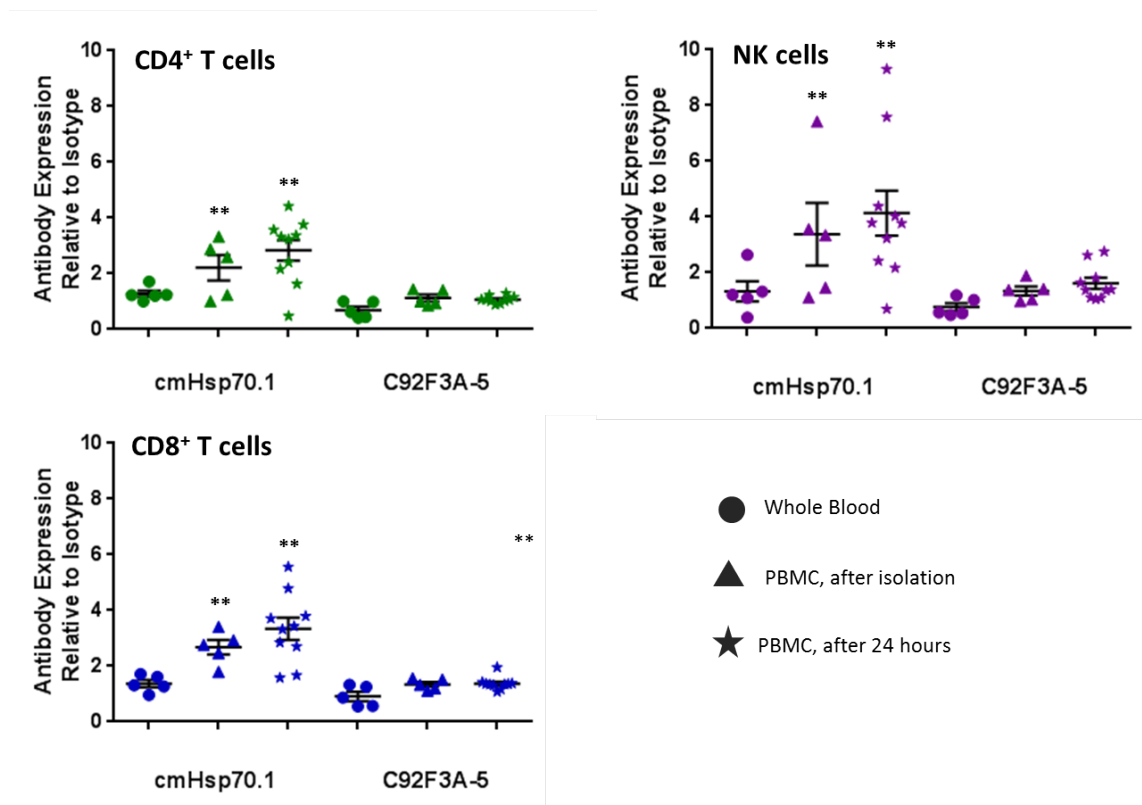 CD4⁺ T cells
Antibody Expression
Relative to Isotype
10
8
6
4
2
0
**
**
cmHsp70.1
C92F3A-5
NK cells
Antibody Expression
Relative to Isotype
10
8
6
4
2
0
**
**
cmHsp70.1
C92F3A-5
CD8⁺ T cells
Antibody Expression
Relative to Isotype
10
8
6
4
2
0
**
**
**
cmHsp70.1
C92F3A-5
Whole Blood
PBMC, after isolation
PBMC, after 24 hours